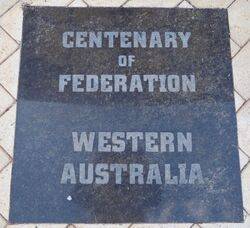 CENTENARY
OF
FEDERATION
WESTERN
AUSTRALIA